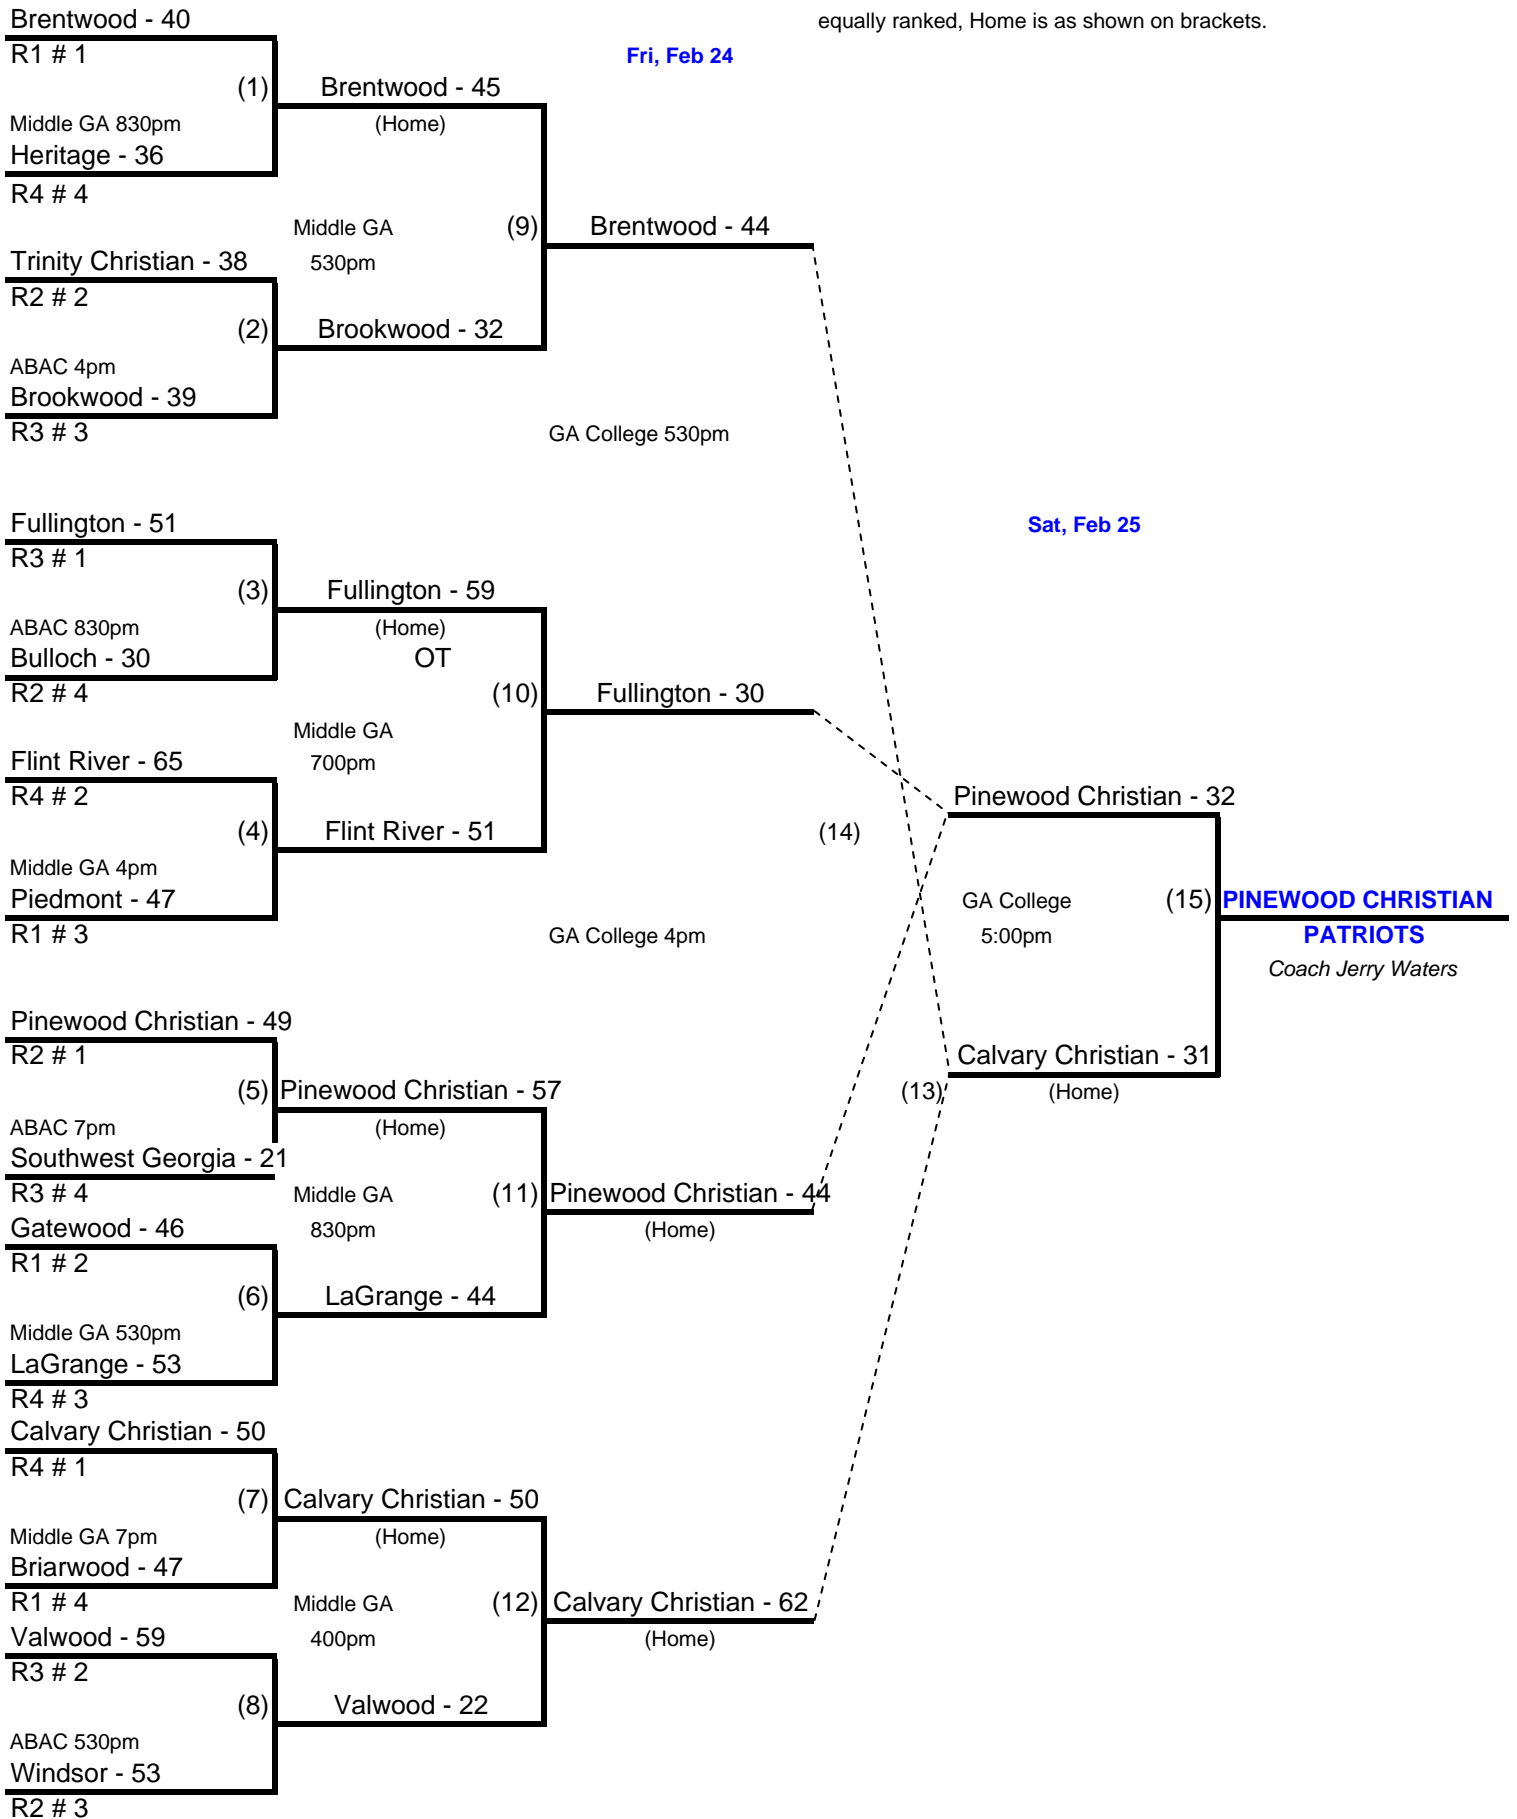 Brentwood - 40
equally ranked, Home is as shown on brackets.
R1 # 1
Fri, Feb 24
(1)
Brentwood - 45
Middle GA 830pm
(Home)
Heritage - 36
R4 # 4
Middle GA
(9)
Brentwood - 44
Trinity Christian - 38
530pm
R2 # 2
(2)
Brookwood - 32
ABAC 4pm
Brookwood - 39
R3 # 3
GA College 530pm
Fullington - 51
Sat, Feb 25
R3 # 1
(3)
Fullington - 59
ABAC 830pm
(Home)
Bulloch - 30
OT
R2 # 4
(10)
Fullington - 30
Middle GA
Flint River - 65
700pm
R4 # 2
Pinewood Christian - 32
(4)
Flint River - 51
(14)
Middle GA 4pm
Piedmont - 47
GA College
(15)
PINEWOOD CHRISTIAN
R1 # 3
GA College 4pm
5:00pm
PATRIOTS
Coach Jerry Waters
Pinewood Christian - 49
R2 # 1
Calvary Christian - 31
(5)
Pinewood Christian - 57
(13)
(Home)
ABAC 7pm
(Home)
Southwest Georgia - 21
R3 # 4
Middle GA
(11)
Pinewood Christian - 44
Gatewood - 46
830pm
(Home)
R1 # 2
(6)
LaGrange - 44
Middle GA 530pm
LaGrange - 53
R4 # 3
Calvary Christian - 50
R4 # 1
(7)
Calvary Christian - 50
Middle GA 7pm
(Home)
Briarwood - 47
R1 # 4
Middle GA
(12)
Calvary Christian - 62
Valwood - 59
400pm
(Home)
R3 # 2
(8)
Valwood - 22
ABAC 530pm
Windsor - 53
R2 # 3